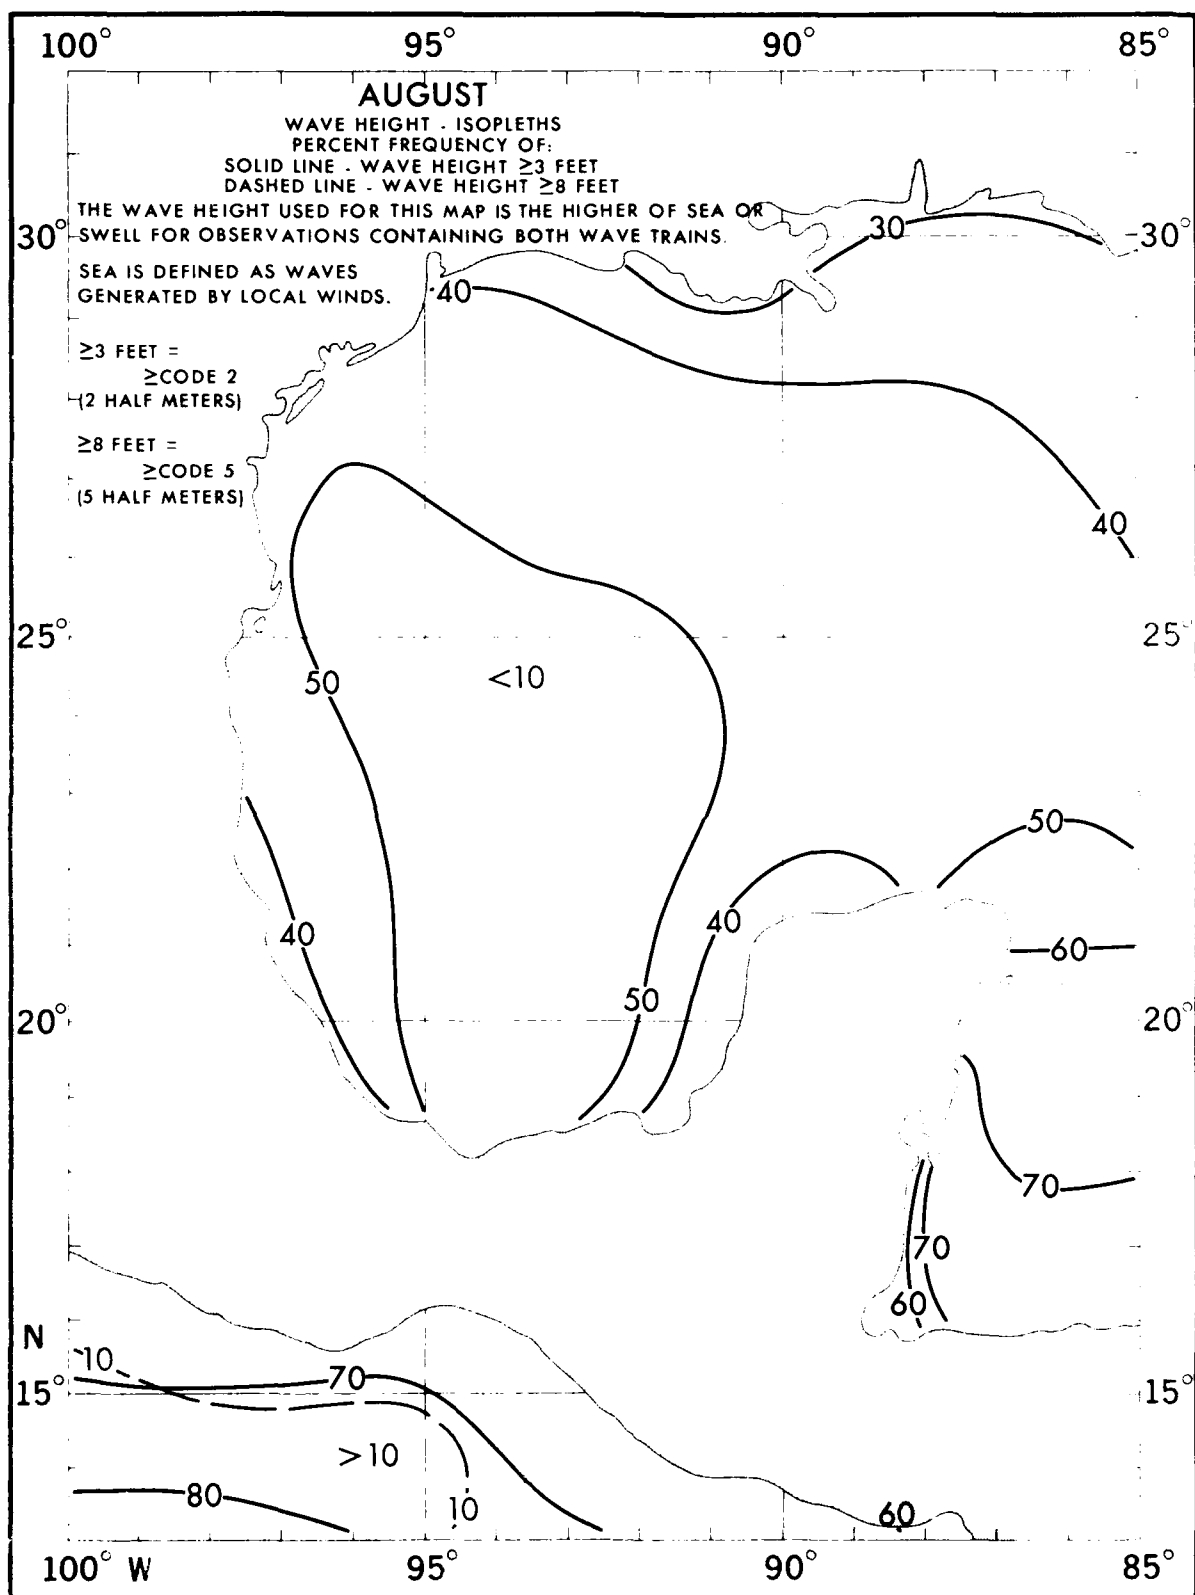 100° 95° 90° 85°
AUGUST
WAVE HEIGHT - ISOPLETHS
PERCENT FREQUENCY OF:
SOLID LINE - WAVE HEIGHT ≥3 FEET
DASHED LINE - WAVE HEIGHT ≥8 FEET
THE WAVE HEIGHT USED FOR THIS MAP IS THE HIGHER OF SEA OR
SWELL FOR OBSERVATIONS CONTAINING BOTH WAVE TRAINS.
30° 30 30°
SEA IS DEFINED AS WAVES
GENERATED BY LOCAL WINDS.
40
≥3 FEET =
≥CODE 2
(2 HALF METERS)
≥8 FEET =
≥CODE 5
(5 HALF METERS)
40
25° 25°
50 <10
50
40 40
60
50
20° 20°
70
70
60
N
10
70
15° 15°
>10
80 10 60
100° W 95° 90° 85°